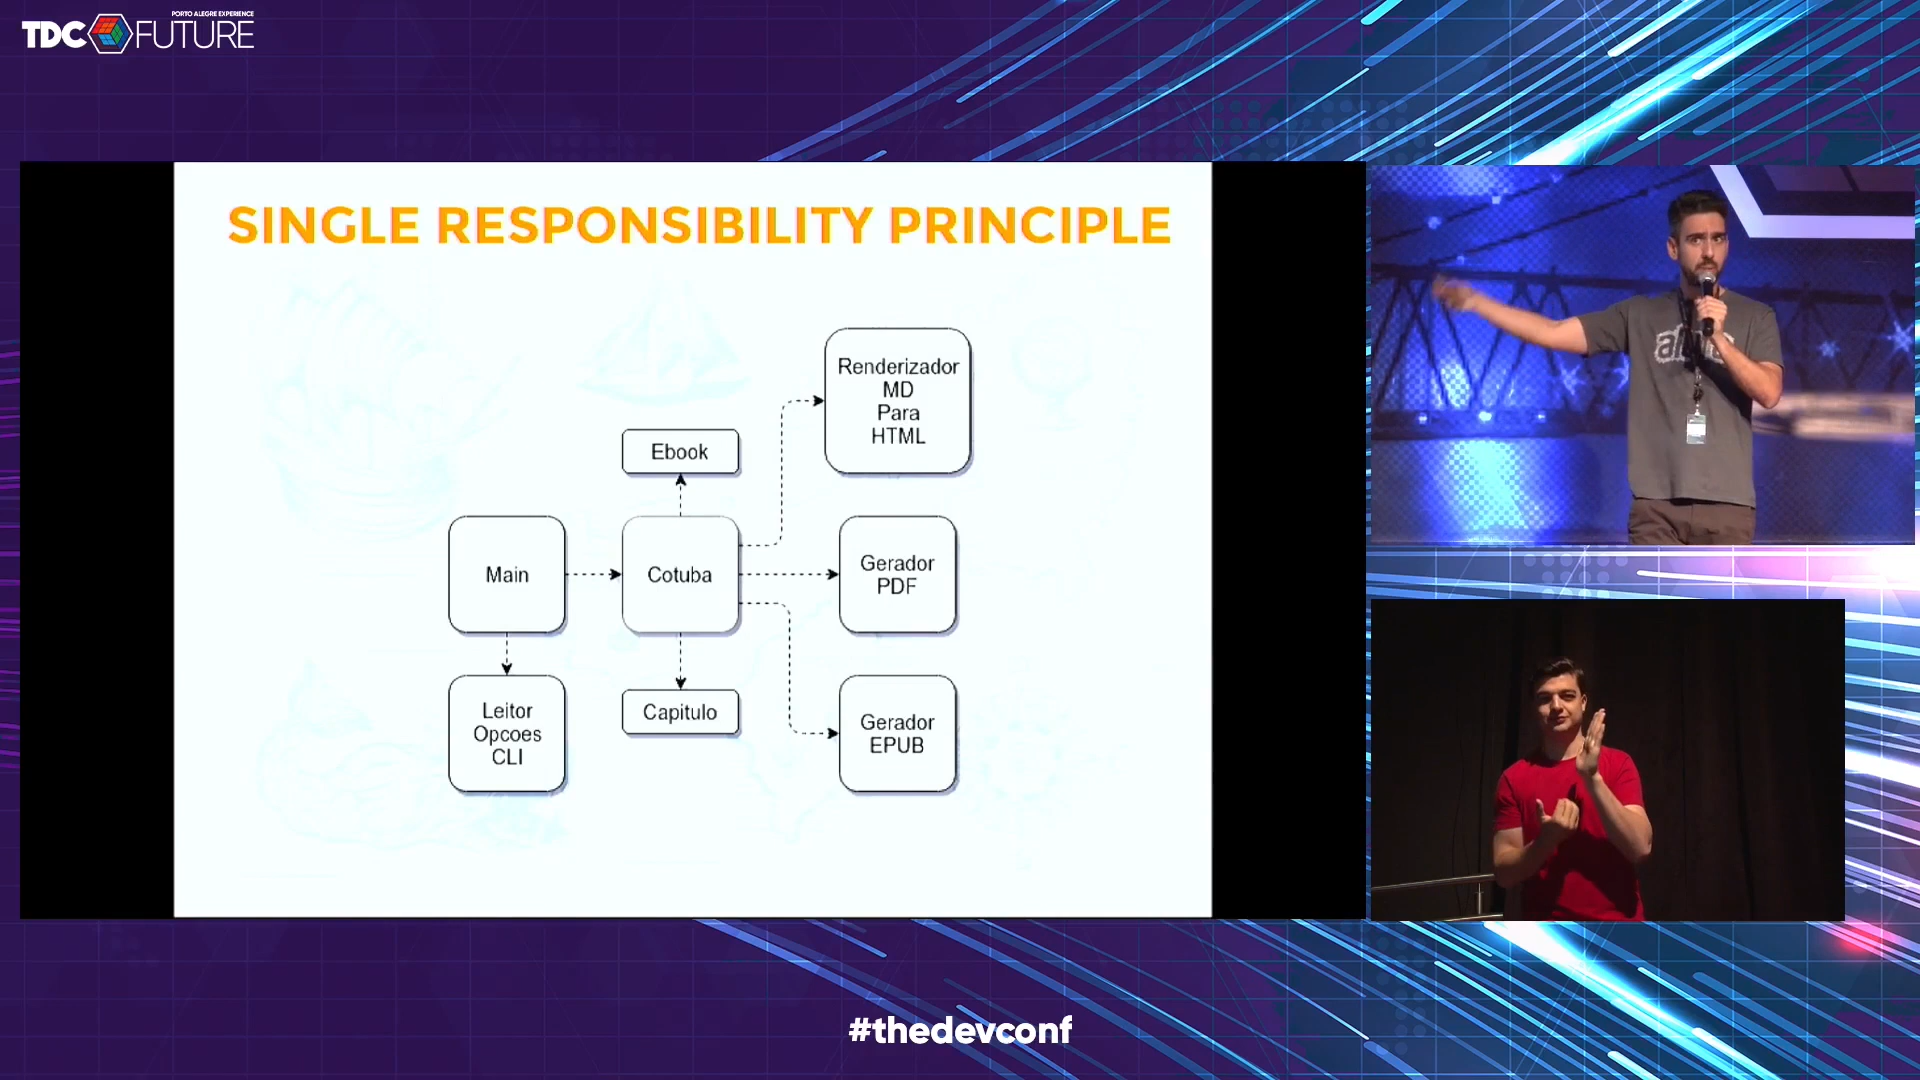 PORTO ALEGRE EXPERIENCE
TDC FUTURE
SINGLE RESPONSIBILITY PRINCIPLE
Renderizador
MD
Para
HTML
Ebook
Main
Cotuba
Gerador
PDF
Leitor
Opcoes
CLI
Capitulo
Gerador
EPUB
#thedevconf